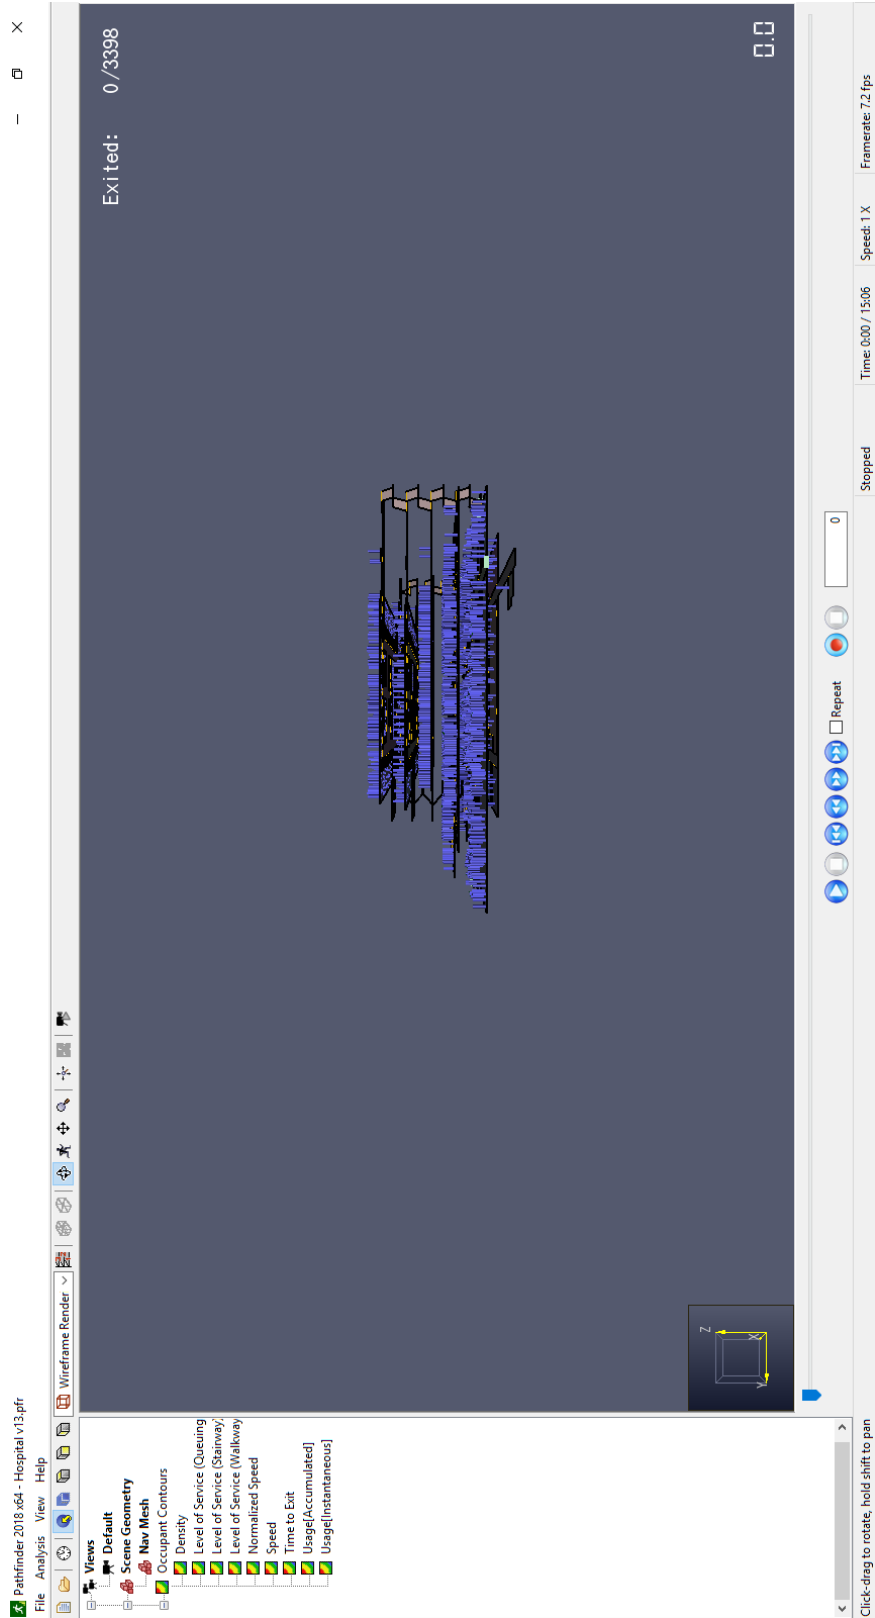 Pathfinder 2018 x64 - Hospital v13.pfr
File Analysis View Help
Wireframe Render
Views
Default
Scene Geometry
Nav Mesh
Occupant Contours
Density
Level of Service (Queuing
Level of Service (Stairway)
Level of Service (Walkway
Normalized Speed
Speed
Time to Exit
Usage[Accumulated]
Usage[Instantaneous]
Exited: 0/3398
Z
Y
X
0.0
Repeat
0
Click-drag to rotate, hold shift to pan
Stopped
Time: 0:00 / 15:06
Speed: 1 X
Framerate: 7.2 fps